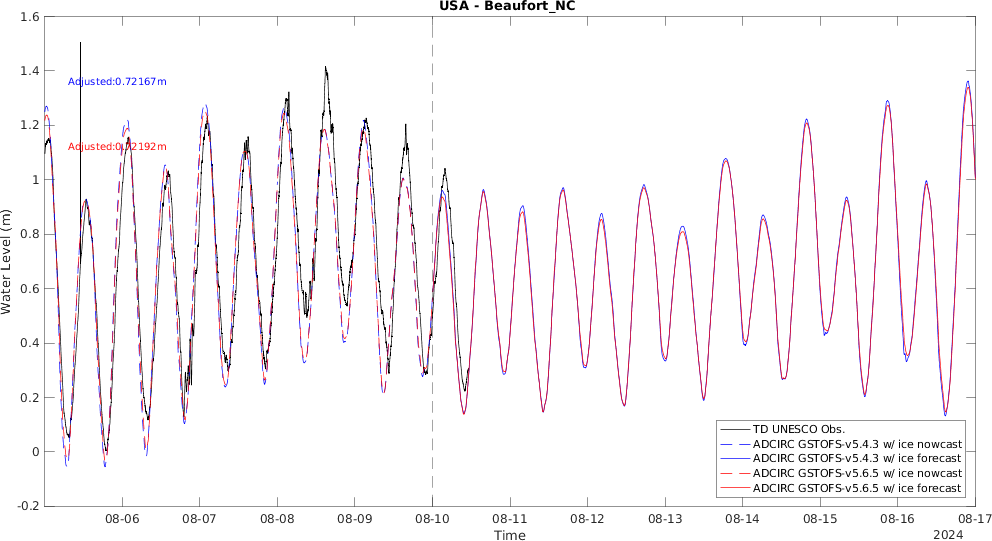 USA - Beaufort_NC
1.6
1.4
1.2
1
0.8
0.6
0.4
0.2
0
-0.2
Water Level (m)
Adjusted:0.72167m
Adjusted:0.72192m
TD UNESCO Obs.
ADCIRC GSTOFS-v5.4.3 w/ ice nowcast
ADCIRC GSTOFS-v5.4.3 w/ ice forecast
ADCIRC GSTOFS-v5.6.5 w/ ice nowcast
ADCIRC GSTOFS-v5.6.5 w/ ice forecast
08-06 08-07 08-08 08-09 08-10 08-11 08-12 08-13 08-14 08-15 08-16 08-17
Time
2024